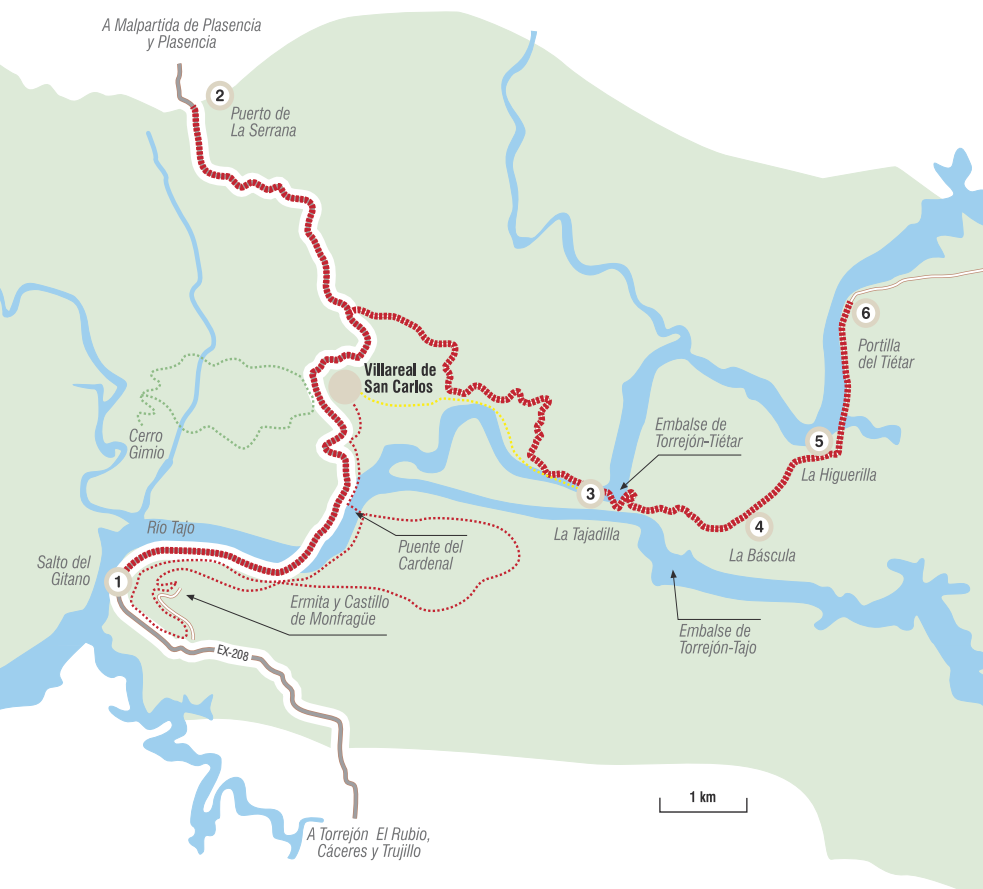 A Malpartida de Plasencia
y Plasencia
2
Puerto de
La Serrana
6
Portilla
del Tiétar
Villareal de
San Carlos
Cerro
Gimio
Embalse de
Torrejón-Tiétar
5
La Higuerilla
3
La Tajadilla
4
La Báscula
Río Tajo
Puente del
Cardenal
Salto del
Gitano
1
Ermita y Castillo
de Monfragüe
Embalse de
Torrejón-Tajo
EX-208
1 km
A Torrejón El Rubio,
Cáceres y Trujillo